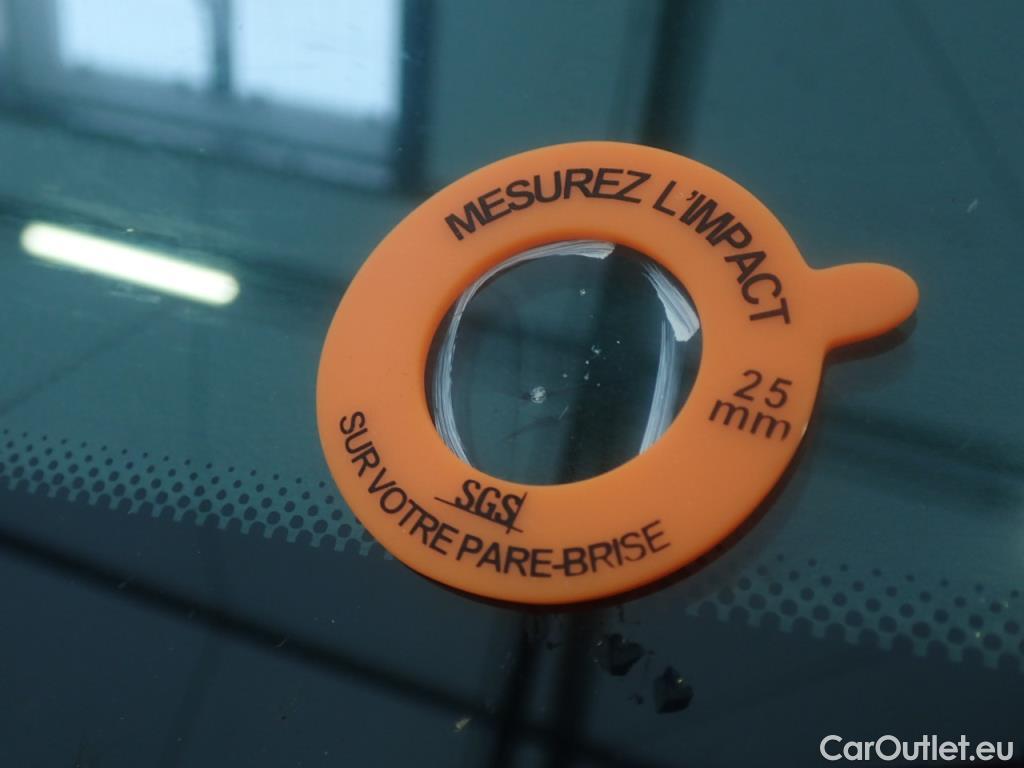 MESUREZ L'IMPACT
25
mm
SGS
SUR VOTRE PARE-BRISE
CarOutlet.eu